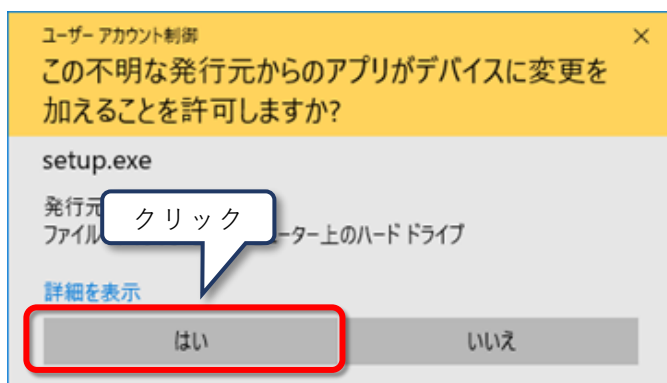 ユーザー アカウント制御
この不明な発行元からのアプリがデバイスに変更を
加えることを許可しますか?
setup.exe
発行元
クリック
ファイル ーター上のハード ドライブ
詳細を表示
はい いいえ